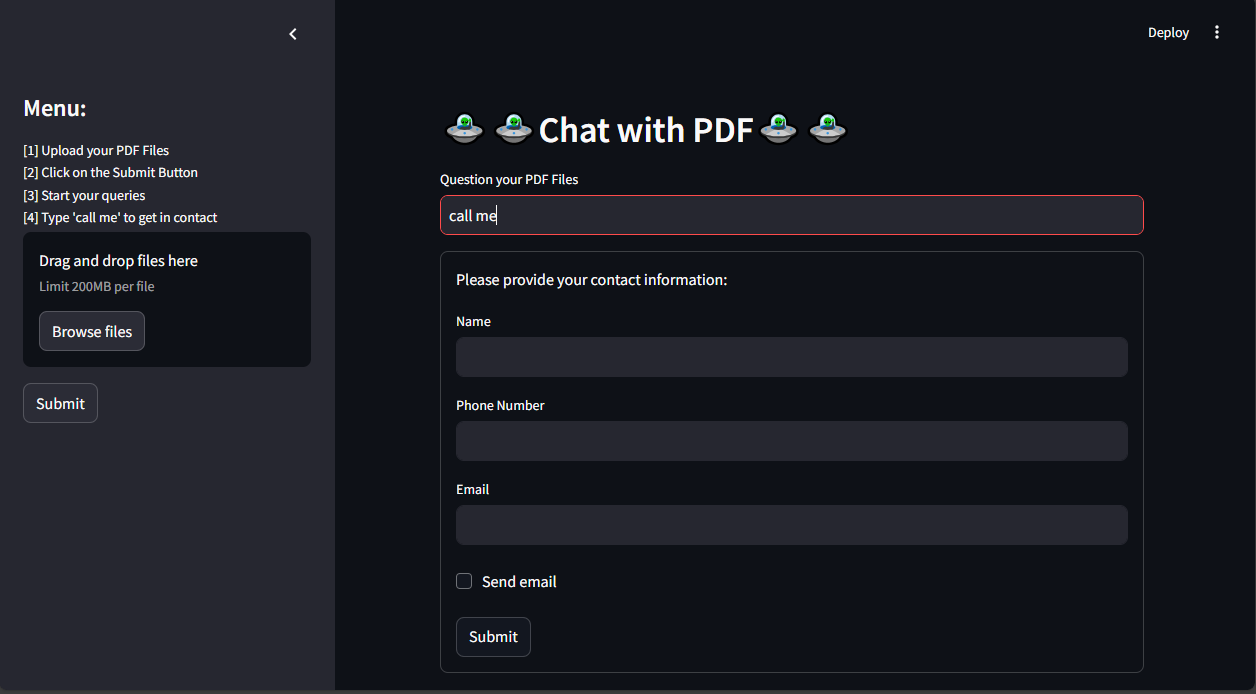 Menu:
[1] Upload your PDF Files
[2] Click on the Submit Button
[3] Start your queries
[4] Type 'call me' to get in contact
Drag and drop files here
Limit 200MB per file
Browse files
Submit
Deploy
Chat with PDF
Question your PDF Files
call me
Please provide your contact information:
Name
Phone Number
Email
Send email
Submit